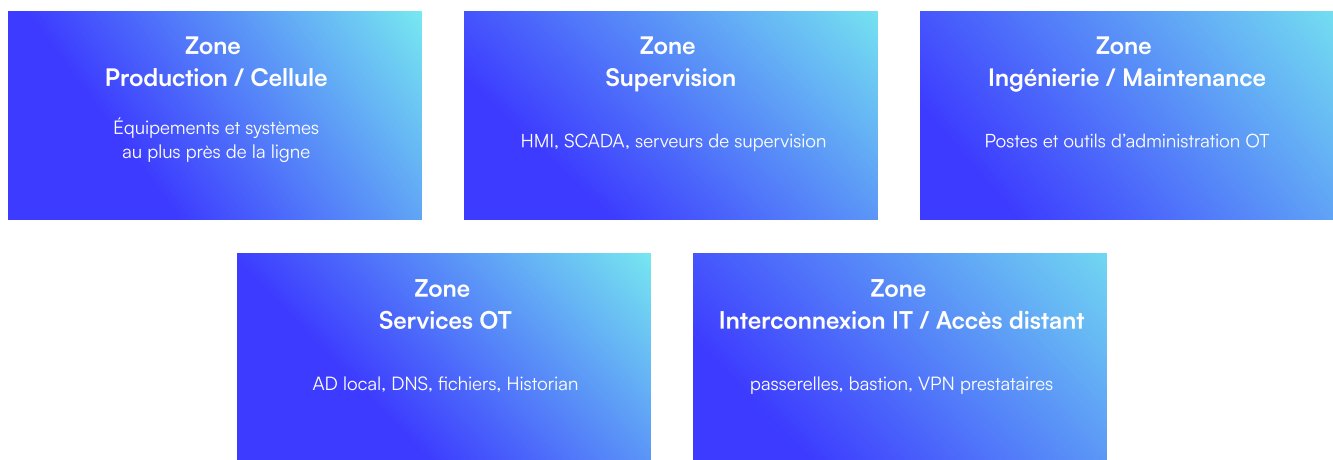 Zone
Production / Cellule
Équipements et systèmes
au plus près de la ligne
Zone
Supervision
HMI, SCADA, serveurs de supervision
Zone
Ingénierie / Maintenance
Postes et outils d’administration OT
Zone
Services OT
AD local, DNS, fichiers, Historian
Zone
Interconnexion IT / Accès distant
passerelles, bastion, VPN prestataires